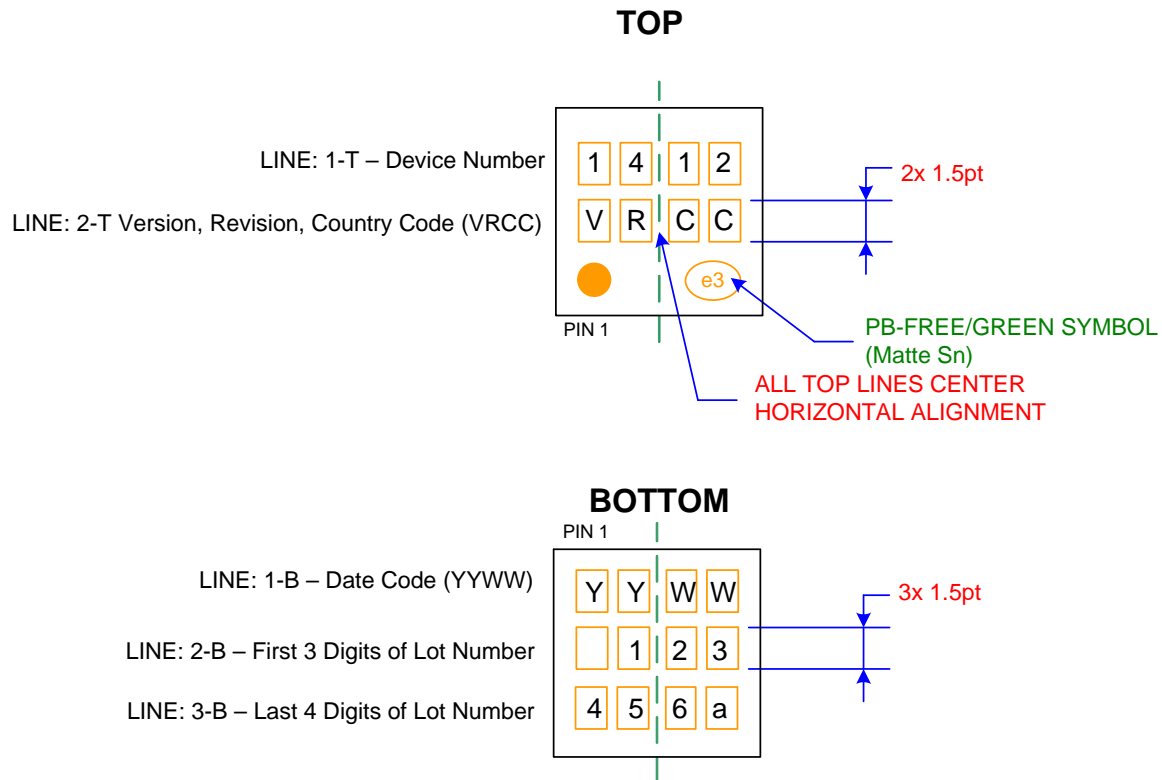 TOP
LINE: 1-T – Device Number
1 4 1 2
2x 1.5pt
LINE: 2-T Version, Revision, Country Code (VRCC)
V R C C
e3
PIN 1
PB-FREE/GREEN SYMBOL
(Matte Sn)
ALL TOP LINES CENTER
HORIZONTAL ALIGNMENT
BOTTOM
PIN 1
LINE: 1-B – Date Code (YYWW)
Y Y W W
3x 1.5pt
LINE: 2-B – First 3 Digits of Lot Number
1 2 3
LINE: 3-B – Last 4 Digits of Lot Number
4 5 6 a